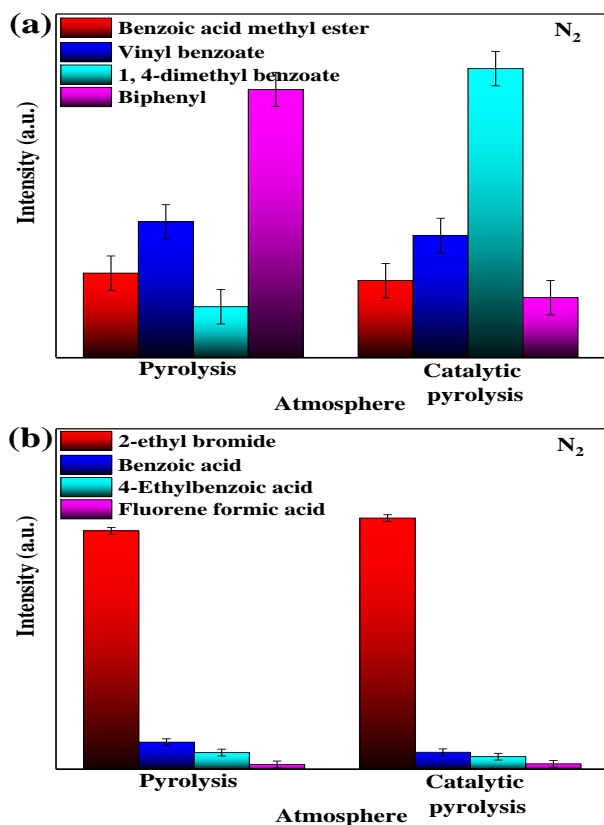 (a)
Benzoic acid methyl ester
Vinyl benzoate
1, 4-dimethyl benzoate
Biphenyl
N₂
Intensity (a.u.)
Pyrolysis
Catalytic
pyrolysis
Atmosphere
(b)
2-ethyl bromide
Benzoic acid
4-Ethylbenzoic acid
Fluorene formic acid
N₂
Intensity (a.u.)
Pyrolysis
Catalytic
pyrolysis
Atmosphere